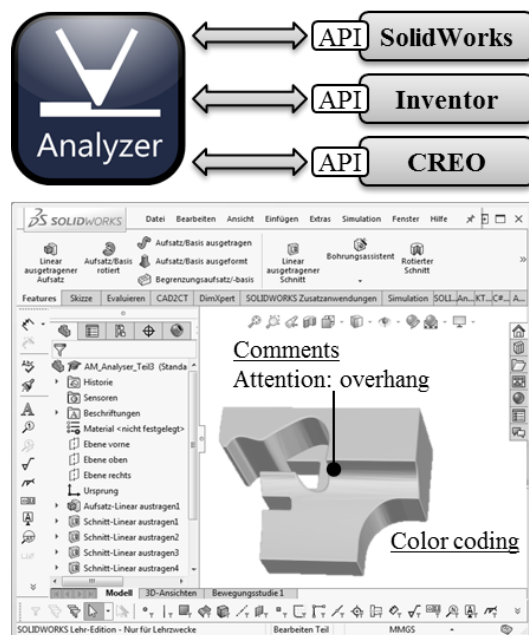 API SolidWorks
API Inventor
API CREO
Analyzer
SOLIDWORKS Datei Bearbeiten Ansicht Einfügen Extras Simulation Fenster Hilfe
Linear ausgetragener Aufsatz
Aufsatz/Basis rotiert
Aufsatz/Basis ausgetragen
Aufsatz/Basis ausgeformt
Begrenzungsaufsatz/-basis
Linear ausgetragener Schnitt
Bohrungsassistent
Rotierter Schnitt
Features Skizze Evaluieren CAD2CT DimXpert SOLIDWORKS Zusatzanwendungen Simulation SOLI... An... KT... C#... A...
AM_Analyser_Teil3 (Standa
Historie
Sensoren
Beschriftungen
Material <nicht festgelegt>
Ebene vorne
Ebene oben
Ebene rechts
Ursprung
Aufsatz-Linear austragen1
Schnitt-Linear austragen1
Schnitt-Linear austragen2
Schnitt-Linear austragen3
Schnitt-Linear austragen4
Comments
Attention: overhang
Color coding
Modell 3D-Ansichten Bewegungsstudie 1
SOLIDWORKS Lehr-Edition - Nur für Lehrzwecke Bearbeiten Teil MMGS